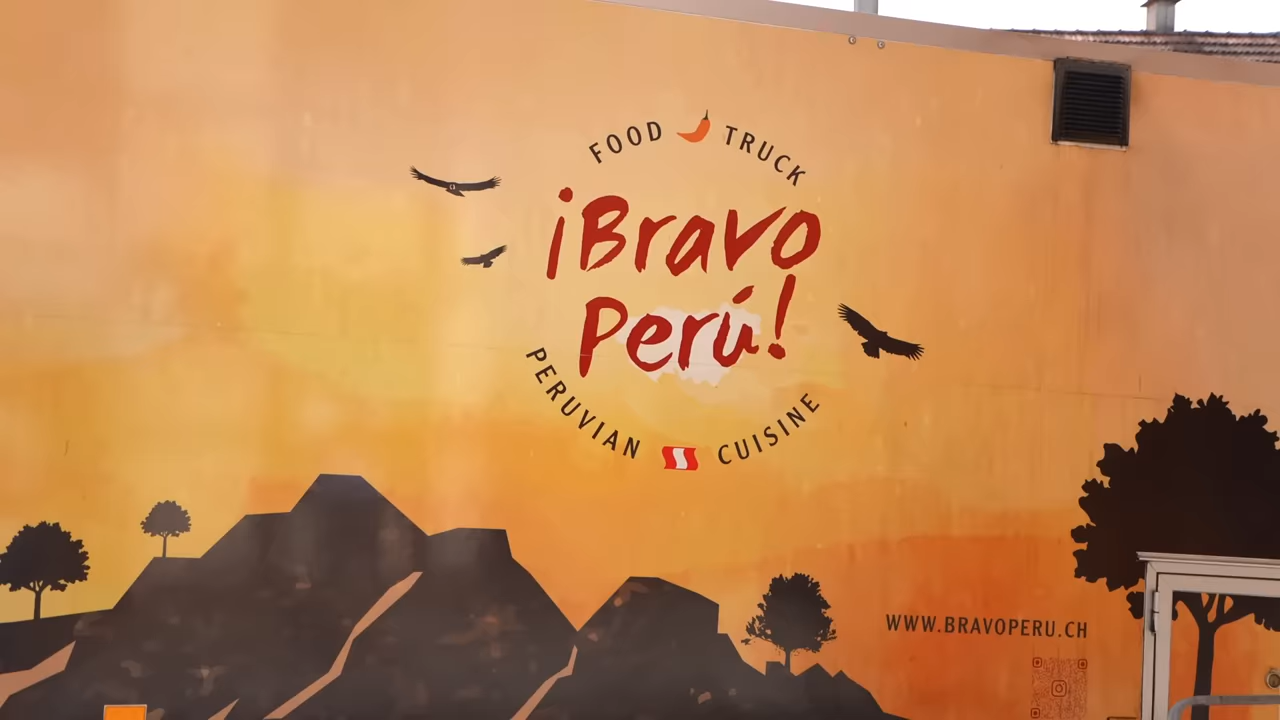 FOOD TRUCK
¡Bravo
Perú!
PERUVIAN CUISINE
WWW.BRAVOPERU.CH